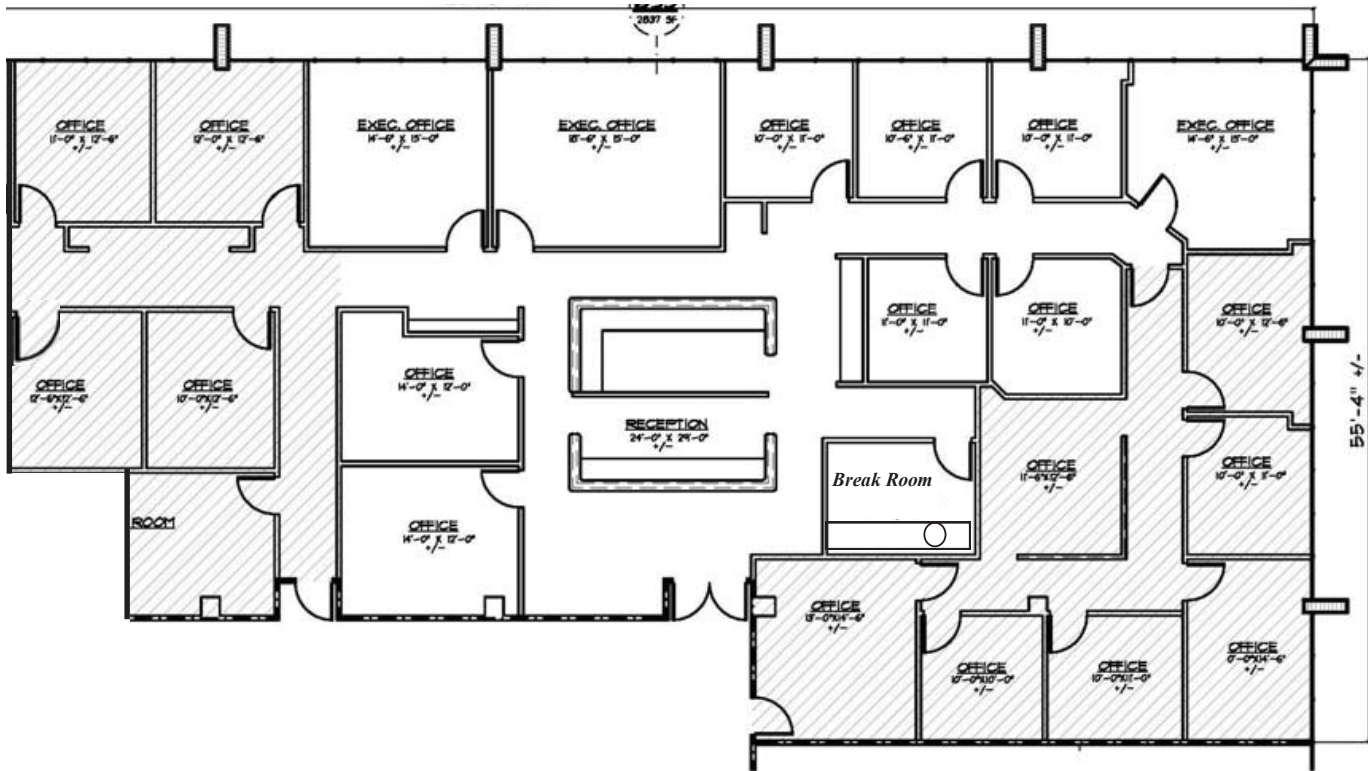 2837 SF
OFFICE
11'-0" X 12'-6"
+/-
OFFICE
12'-0" X 12'-6"
+/-
EXEC. OFFICE
14'-6" X 15'-0"
+/-
EXEC. OFFICE
18'-6" X 15'-0"
+/-
OFFICE
10'-0" X 11'-0"
+/-
OFFICE
10'-6" X 11'-0"
+/-
OFFICE
10'-0" X 11'-0"
+/-
EXEC. OFFICE
14'-6" X 15'-0"
+/-
OFFICE
11'-0" X 11'-0"
+/-
OFFICE
11'-0" X 10'-0"
+/-
OFFICE
10'-0" X 12'-6"
+/-
55'-4" +/-
OFFICE
12'-6"X12'-6"
+/-
OFFICE
10'-0"X12'-6"
+/-
OFFICE
14'-0" X 12'-0"
+/-
RECEPTION
24'-0" X 29'-0"
+/-
Break Room
OFFICE
11'-6"X12'-6"
+/-
OFFICE
10'-0" X 11'-0"
+/-
ROOM
OFFICE
14'-0" X 12'-0"
+/-
OFFICE
13'-0"X14'-6"
+/-
OFFICE
10'-0"X10'-0"
+/-
OFFICE
10'-0"X11'-0"
+/-
OFFICE
0'-0"X14'-6"
+/-